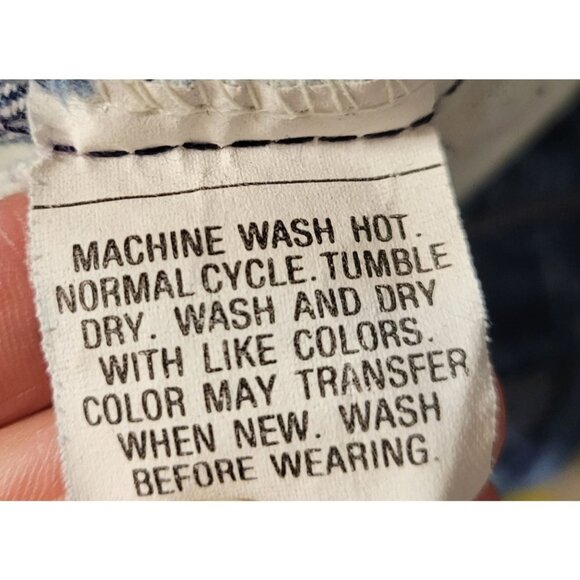 MACHINE WASH HOT.
NORMAL CYCLE. TUMBLE
DRY. WASH AND DRY
WITH LIKE COLORS.
COLOR MAY TRANSFER
WHEN NEW. WASH
BEFORE WEARING.